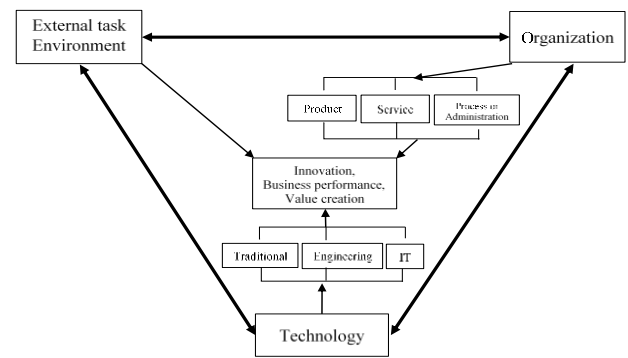 External task
Environment
Organization
Product
Service
Process or
Administration
Innovation,
Business performance,
Value creation
Traditional
Engineering
IT
Technology